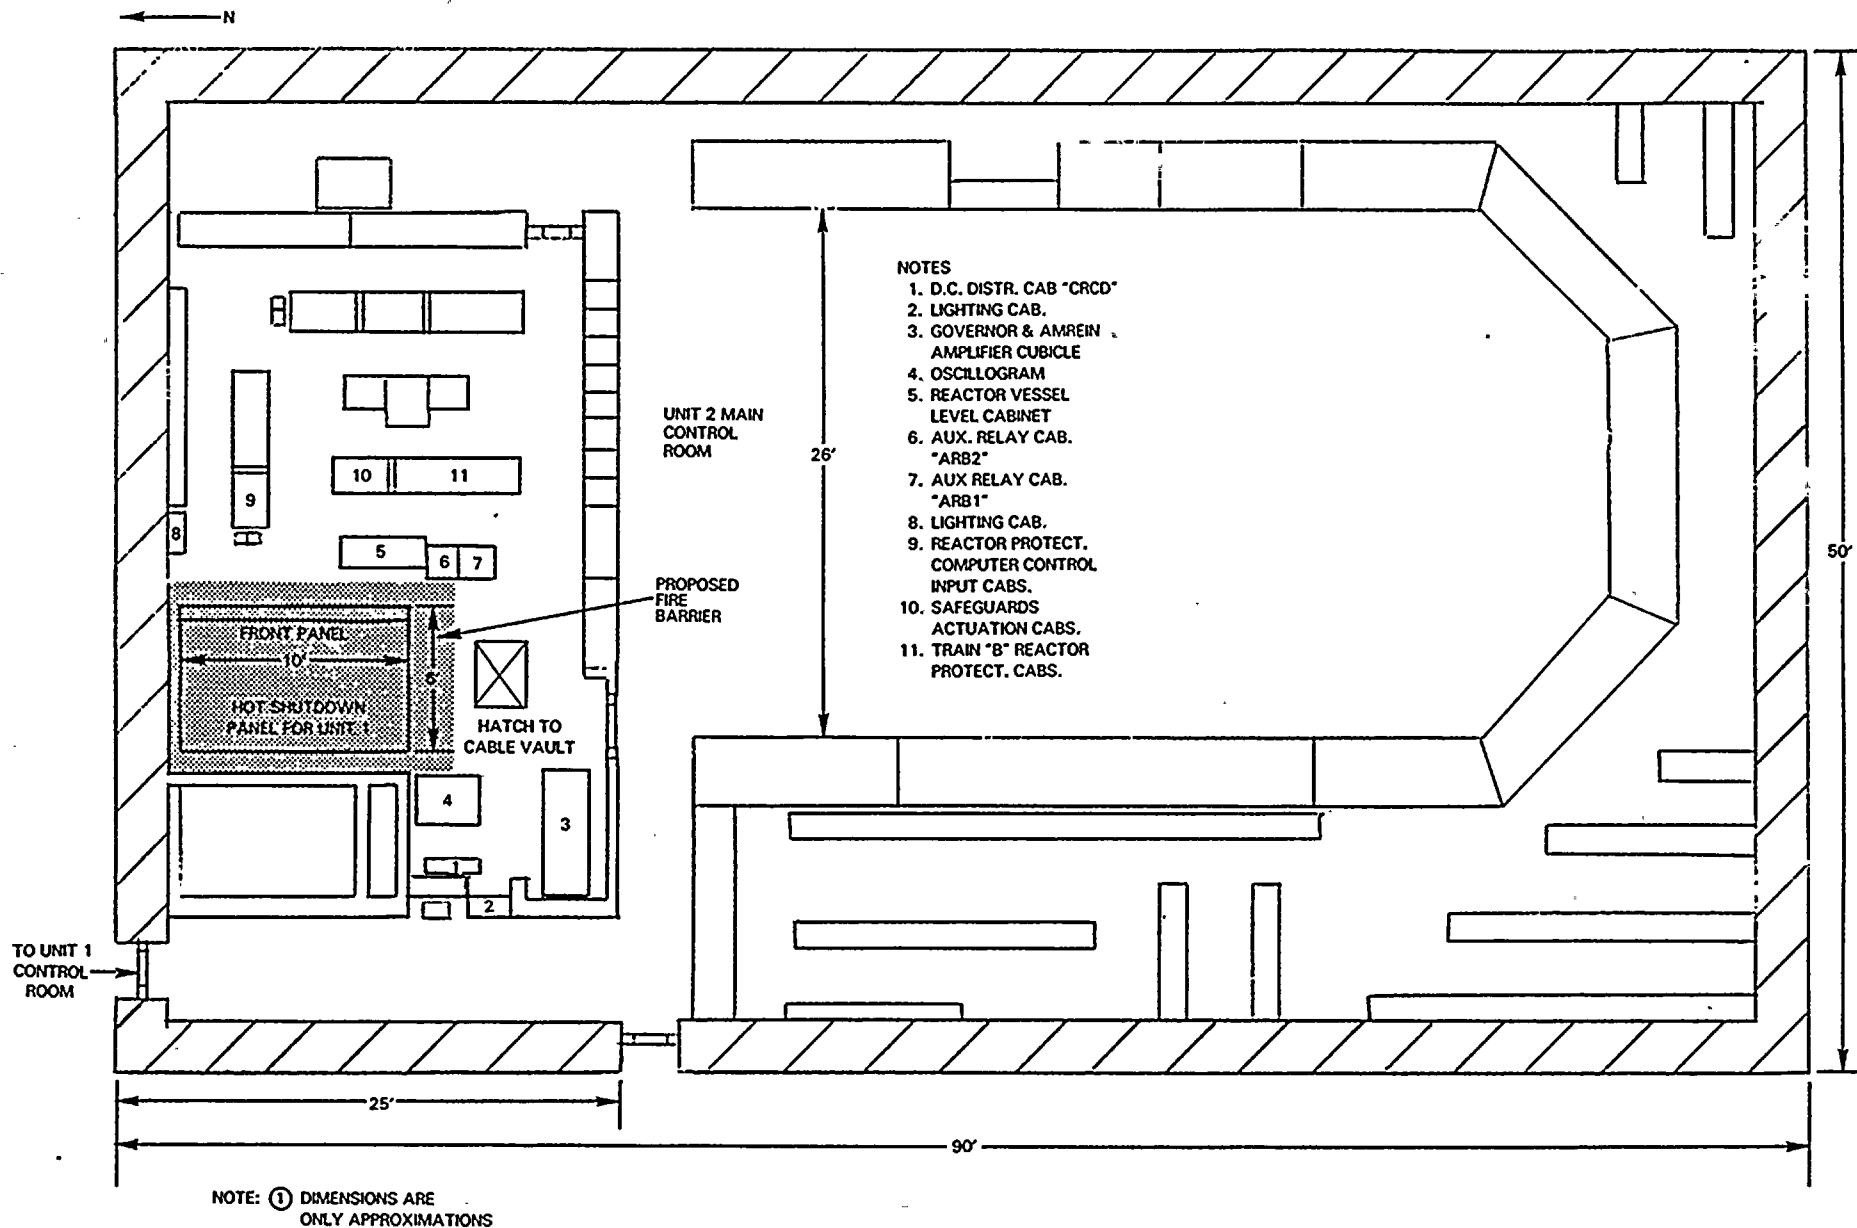 N
NOTES
1. D.C. DISTR. CAB "CRCD"
2. LIGHTING CAB.
3. GOVERNOR & AMREIN
AMPLIFIER CUBICLE
4. OSCILLOGRAM
5. REACTOR VESSEL
LEVEL CABINET
6. AUX. RELAY CAB.
"ARB2"
7. AUX RELAY CAB.
"ARB1"
8. LIGHTING CAB.
9. REACTOR PROTECT.
COMPUTER CONTROL
INPUT CABS.
10. SAFEGUARDS
ACTUATION CABS.
11. TRAIN "B" REACTOR
PROTECT. CABS.
UNIT 2 MAIN
CONTROL
ROOM
26'
50'
10
11
9
8
5
6
7
PROPOSED
FIRE
BARRIER
FRONT PANEL
10'
6'
HOT SHUTDOWN
PANEL FOR UNIT 1
HATCH TO
CABLE VAULT
4
3
1
2
TO UNIT 1
CONTROL
ROOM
25'
90'
NOTE: 1 DIMENSIONS ARE
ONLY APPROXIMATIONS